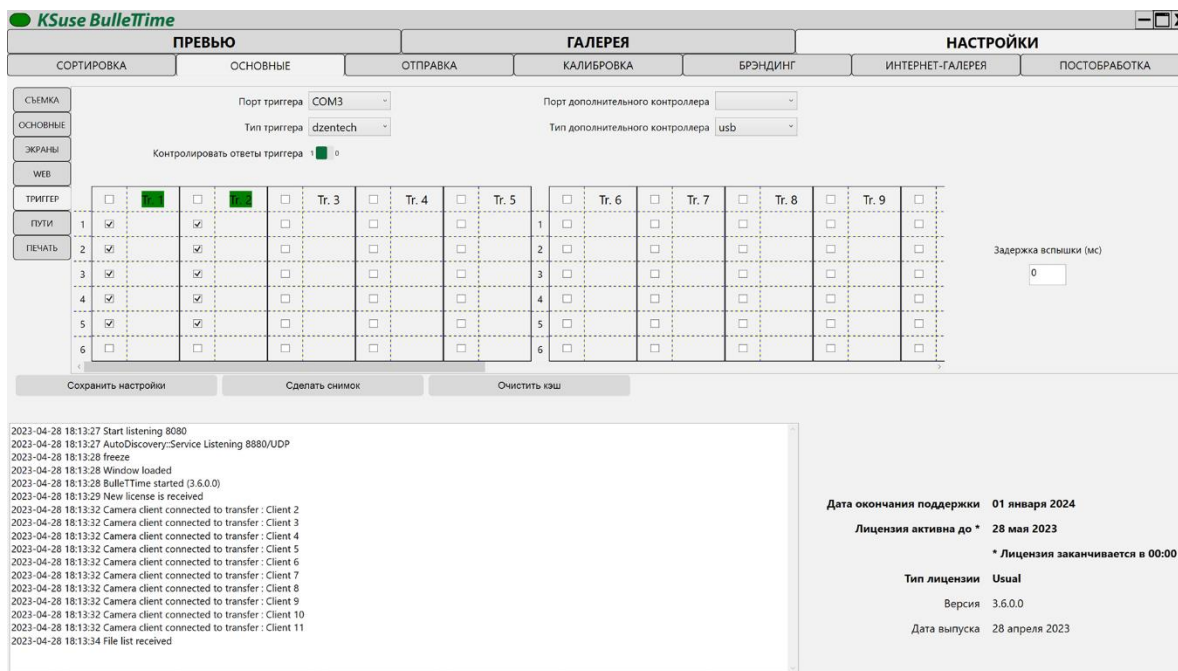 KSuse BulleTTime
ПРЕВЬЮ ГАЛЕРЕЯ НАСТРОЙКИ
СОРТИРОВКА ОСНОВНЫЕ ОТПРАВКА КАЛИБРОВКА БРЭНДИНГ ИНТЕРНЕТ-ГАЛЕРЕЯ ПОСТОБРАБОТКА
СЪЕМКА
ОСНОВНЫЕ
ЭКРАНЫ
WEB
ТРИГГЕР
ПУТИ
ПЕЧАТЬ
Порт триггера COM3 Порт дополнительного контроллера
Тип триггера dzentech Тип дополнительного контроллера usb
Контролировать ответы триггера 1 0
Tr. 1 Tr. 2 Tr. 3 Tr. 4 Tr. 5 Tr. 6 Tr. 7 Tr. 8 Tr. 9
1 1
2 2
3 3
4 4
5 5
6 6
Задержка вспышки (мс)
0
Сохранить настройки Сделать снимок Очистить кэш
2023-04-28 18:13:27 Start listening 8080
2023-04-28 18:13:27 AutoDiscovery::Service Listening 8880/UDP
2023-04-28 18:13:28 freeze
2023-04-28 18:13:28 Window loaded
2023-04-28 18:13:28 BulleTTime started (3.6.0.0)
2023-04-28 18:13:29 New license is received
2023-04-28 18:13:32 Camera client connected to transfer : Client 2
2023-04-28 18:13:32 Camera client connected to transfer : Client 3
2023-04-28 18:13:32 Camera client connected to transfer : Client 4
2023-04-28 18:13:32 Camera client connected to transfer : Client 5
2023-04-28 18:13:32 Camera client connected to transfer : Client 6
2023-04-28 18:13:32 Camera client connected to transfer : Client 7
2023-04-28 18:13:32 Camera client connected to transfer : Client 8
2023-04-28 18:13:32 Camera client connected to transfer : Client 9
2023-04-28 18:13:32 Camera client connected to transfer : Client 10
2023-04-28 18:13:32 Camera client connected to transfer : Client 11
2023-04-28 18:13:34 File list received
Дата окончания поддержки 01 января 2024
Лицензия активна до * 28 мая 2023
* Лицензия заканчивается в 00:00
Тип лицензии Usual
Версия 3.6.0.0
Дата выпуска 28 апреля 2023